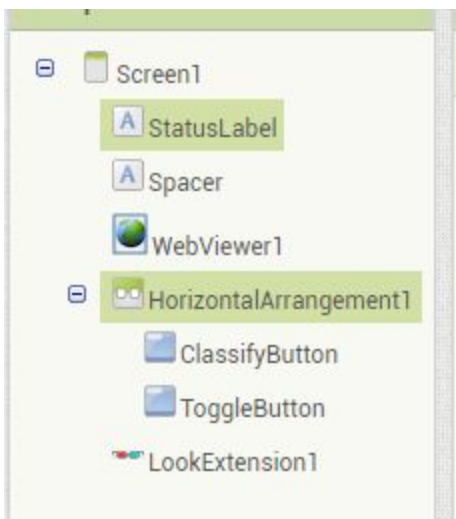 Screen1
A StatusLabel
A Spacer
WebViewer1
HorizontalArrangement1
ClassifyButton
ToggleButton
LookExtension1